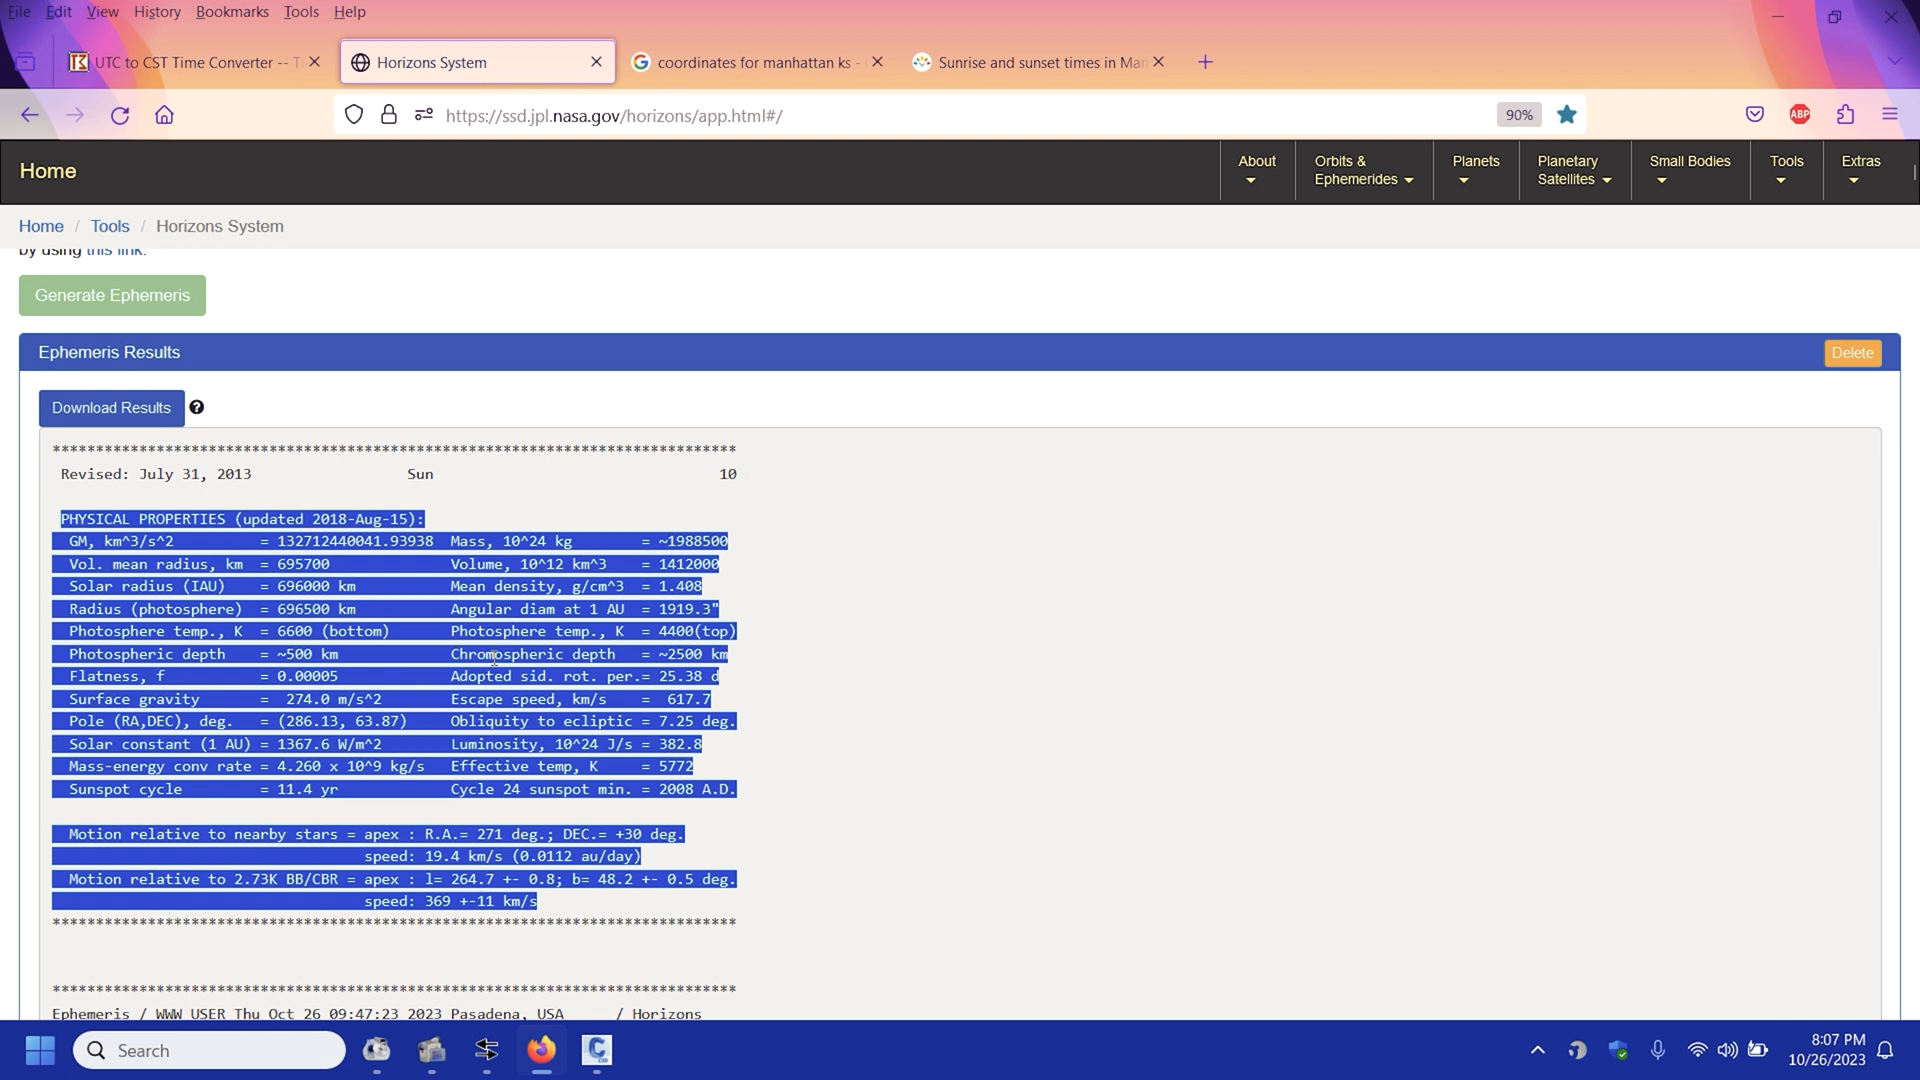 File Edit View History Bookmarks Tools Help
UTC to CST Time Converter -- T
Horizons System
coordinates for manhattan ks -
Sunrise and sunset times in Man
https://ssd.jpl.nasa.gov/horizons/app.html#/
90%
ABP
Home
About
Orbits &
Ephemerides
Planets
Planetary
Satellites
Small Bodies
Tools
Extras
Home / Tools / Horizons System
by using this link.
Generate Ephemeris
Ephemeris Results
Delete
Download Results ?
*******************************************************************************
Revised: July 31, 2013 Sun 10
PHYSICAL PROPERTIES (updated 2018-Aug-15):
GM, km^3/s^2 = 132712440041.93938 Mass, 10^24 kg = ~1988500
Vol. mean radius, km = 695700 Volume, 10^12 km^3 = 1412000
Solar radius (IAU) = 696000 km Mean density, g/cm^3 = 1.408
Radius (photosphere) = 696500 km Angular diam at 1 AU = 1919.3"
Photosphere temp., K = 6600 (bottom) Photosphere temp., K = 4400(top)
Photospheric depth = ~500 km Chromospheric depth = ~2500 km
Flatness, f = 0.00005 Adopted sid. rot. per.= 25.38 d
Surface gravity = 274.0 m/s^2 Escape speed, km/s = 617.7
Pole (RA,DEC), deg. = (286.13, 63.87) Obliquity to ecliptic = 7.25 deg.
Solar constant (1 AU) = 1367.6 W/m^2 Luminosity, 10^24 J/s = 382.8
Mass-energy conv rate = 4.260 x 10^9 kg/s Effective temp, K = 5772
Sunspot cycle = 11.4 yr Cycle 24 sunspot min. = 2008 A.D.
Motion relative to nearby stars = apex : R.A.= 271 deg.; DEC.= +30 deg.
speed: 19.4 km/s (0.0112 au/day)
Motion relative to 2.73K BB/CBR = apex : l= 264.7 +- 0.8; b= 48.2 +- 0.5 deg.
speed: 369 +-11 km/s
*******************************************************************************
*******************************************************************************
Ephemeris / WWW_USER Thu Oct 26 09:47:23 2023 Pasadena, USA / Horizons
Search
8:07 PM
10/26/2023